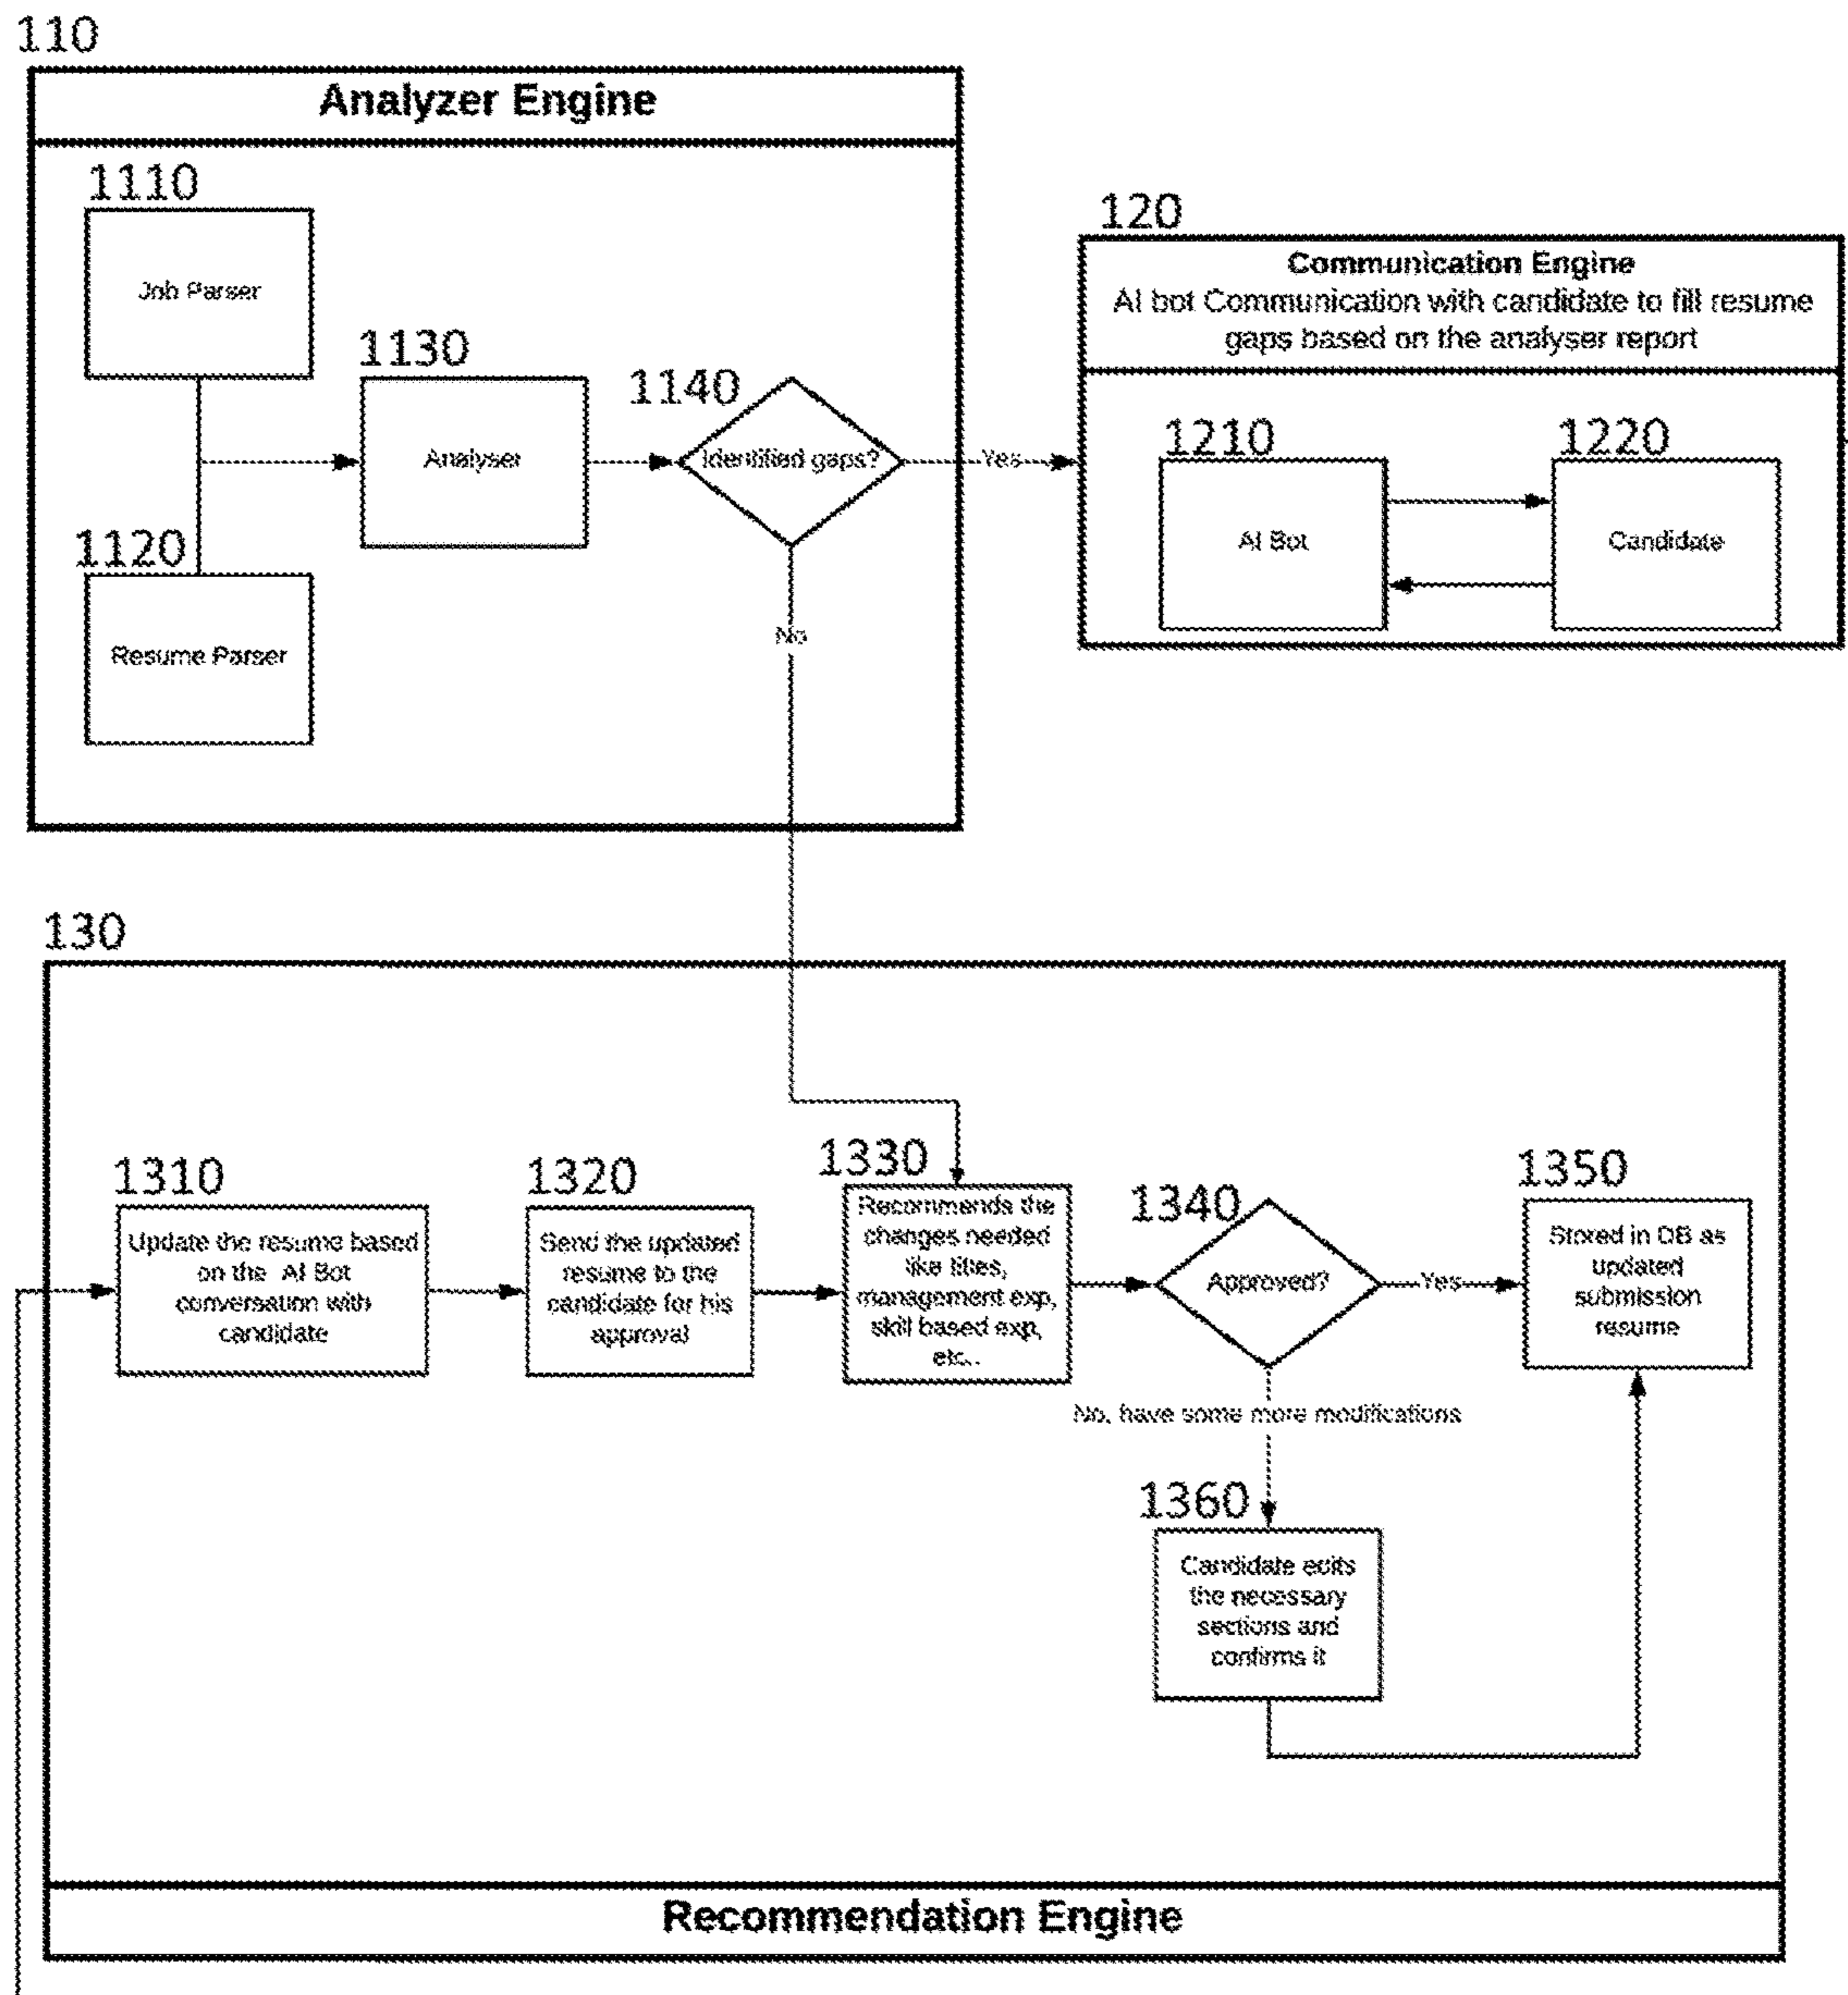 110
Analyzer Engine
1110
Job Parser
1120
Resume Parser
1130
Analyser
1140
Identified gaps?
Yes
No
120
Communication Engine
AI bot Communication with candidate to fill resume
gaps based on the analyser report
1210
AI Bot
1220
Candidate
130
1310
Update the resume based
on the AI Bot
conversation with
candidate
1320
Send the updated
resume to the
candidate for his
approval
1330
Recommends the
changes needed
like titles,
management exp,
skill based exp,
etc..
1340
Approved?
Yes
1350
Stored in DB as
updated
submission
resume
No, have some more modifications
1360
Candidate edits
the necessary
sections and
confirms it
Recommendation Engine